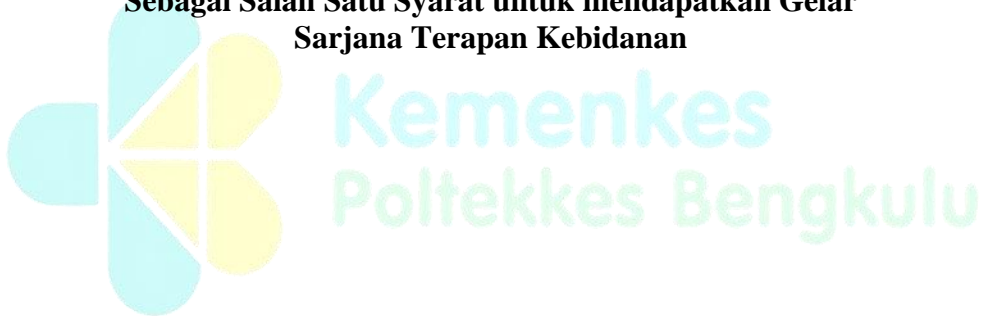 Sebagai Salah Satu Syarat untuk mendapatkan Gelar
Sarjana Terapan Kebidanan
Kemenkes
Poltekkes Bengkulu